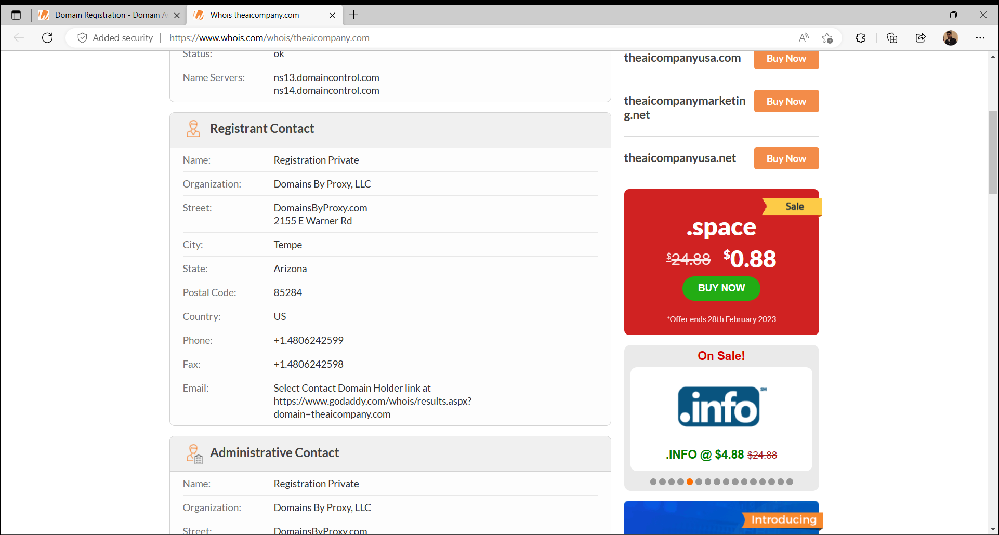 Domain Registration - Domain A
Whois theaicompany.com
Added security
https://www.whois.com/whois/theaicompany.com
Status: ok
Name Servers: ns13.domaincontrol.com
ns14.domaincontrol.com
Registrant Contact
Name: Registration Private
Organization: Domains By Proxy, LLC
Street: DomainsByProxy.com
2155 E Warner Rd
City: Tempe
State: Arizona
Postal Code: 85284
Country: US
Phone: +1.4806242599
Fax: +1.4806242598
Email: Select Contact Domain Holder link at
https://www.godaddy.com/whois/results.aspx?
domain=theaicompany.com
Administrative Contact
Name: Registration Private
Organization: Domains By Proxy, LLC
Street: DomainsByProxy.com
theaicompanyusa.com Buy Now
theaicompanymarketin Buy Now
g.net
theaicompanyusa.net Buy Now
Sale
.space
$24.88 $0.88
BUY NOW
*Offer ends 28th February 2023
On Sale!
.info SM
.INFO @ $4.88 $24.88
Introducing